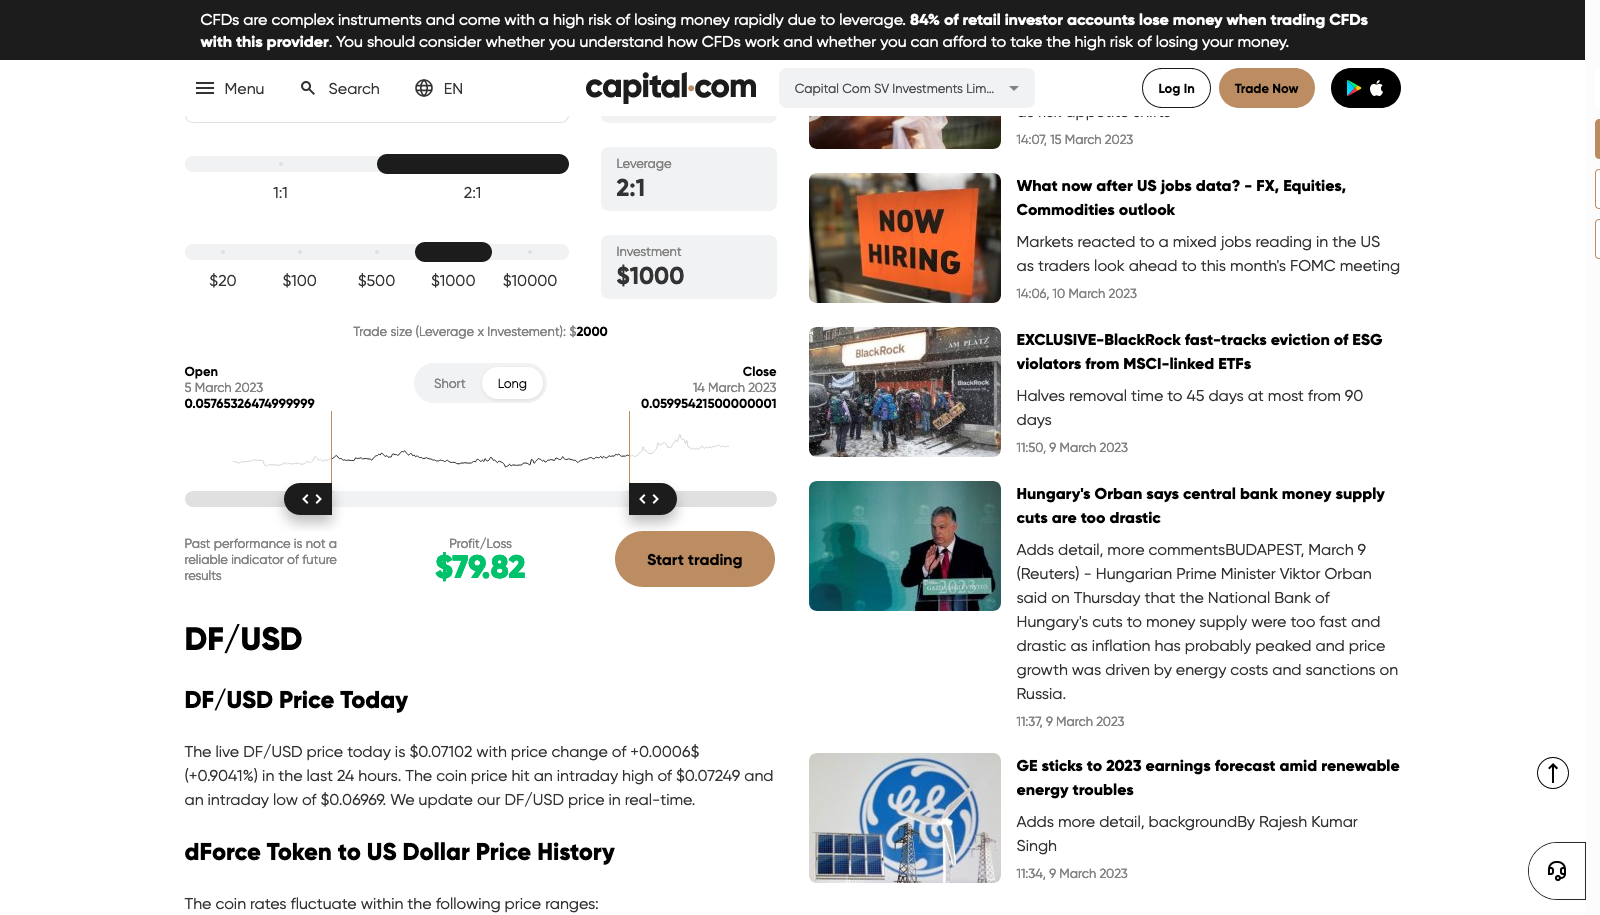 CFDs are complex instruments and come with a high risk of losing money rapidly due to leverage. 84% of retail investor accounts lose money when trading CFDs
with this provider. You should consider whether you understand how CFDs work and whether you can afford to take the high risk of losing your money.
Menu
Search
EN
capital.com
Capital Com SV Investments Lim...
Log In
Trade Now
1:1
2:1
Leverage
2:1
$20
$100
$500
$1000
$10000
Investment
$1000
Trade size (Leverage x Investement): $2000
Open
5 March 2023
0.05765326474999999
Short
Long
Close
14 March 2023
0.05995421500000001
Past performance is not a
reliable indicator of future
results
Profit/Loss
$79.82
Start trading
DF/USD
DF/USD Price Today
The live DF/USD price today is $0.07102 with price change of +0.0006$
(+0.9041%) in the last 24 hours. The coin price hit an intraday high of $0.07249 and
an intraday low of $0.06969. We update our DF/USD price in real-time.
dForce Token to US Dollar Price History
The coin rates fluctuate within the following price ranges:
as risk appetite shifts
14:07, 15 March 2023
NOW
HIRING
What now after US jobs data? - FX, Equities,
Commodities outlook
Markets reacted to a mixed jobs reading in the US
as traders look ahead to this month's FOMC meeting
14:06, 10 March 2023
AM PLATZ
BlackRock
BlackRock
EXCLUSIVE-BlackRock fast-tracks eviction of ESG
violators from MSCI-linked ETFs
Halves removal time to 45 days at most from 90
days
11:50, 9 March 2023
Hungary's Orban says central bank money supply
cuts are too drastic
Adds detail, more commentsBUDAPEST, March 9
(Reuters) - Hungarian Prime Minister Viktor Orban
said on Thursday that the National Bank of
Hungary's cuts to money supply were too fast and
drastic as inflation has probably peaked and price
growth was driven by energy costs and sanctions on
Russia.
11:37, 9 March 2023
GE sticks to 2023 earnings forecast amid renewable
energy troubles
Adds more detail, backgroundBy Rajesh Kumar
Singh
11:34, 9 March 2023